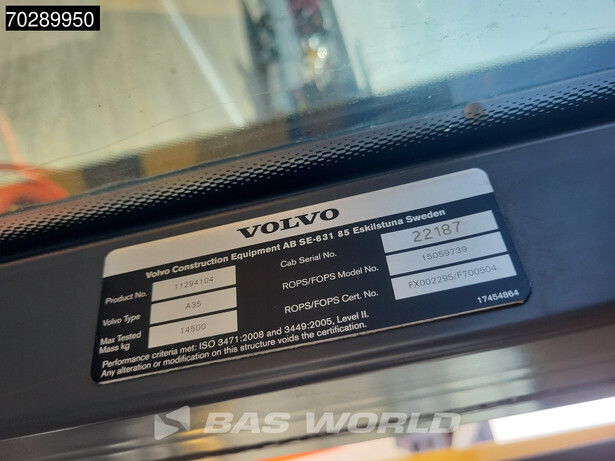 70289950
VOLVO
Volvo Construction Equipment AB SE-631 85 Eskilstuna Sweden
Product No. 11294104
Volvo Type A35
Max Tested Mass kg 14500
Cab Serial No. 22187
ROPS/FOPS Model No. 15059739
ROPS/FOPS Cert. No. FX002295/F700504
Performance criteria met: ISO 3471:2008 and 3449:2005, Level II.
Any alteration or modification on this structure voids the certification.
17454864
BAS WORLD